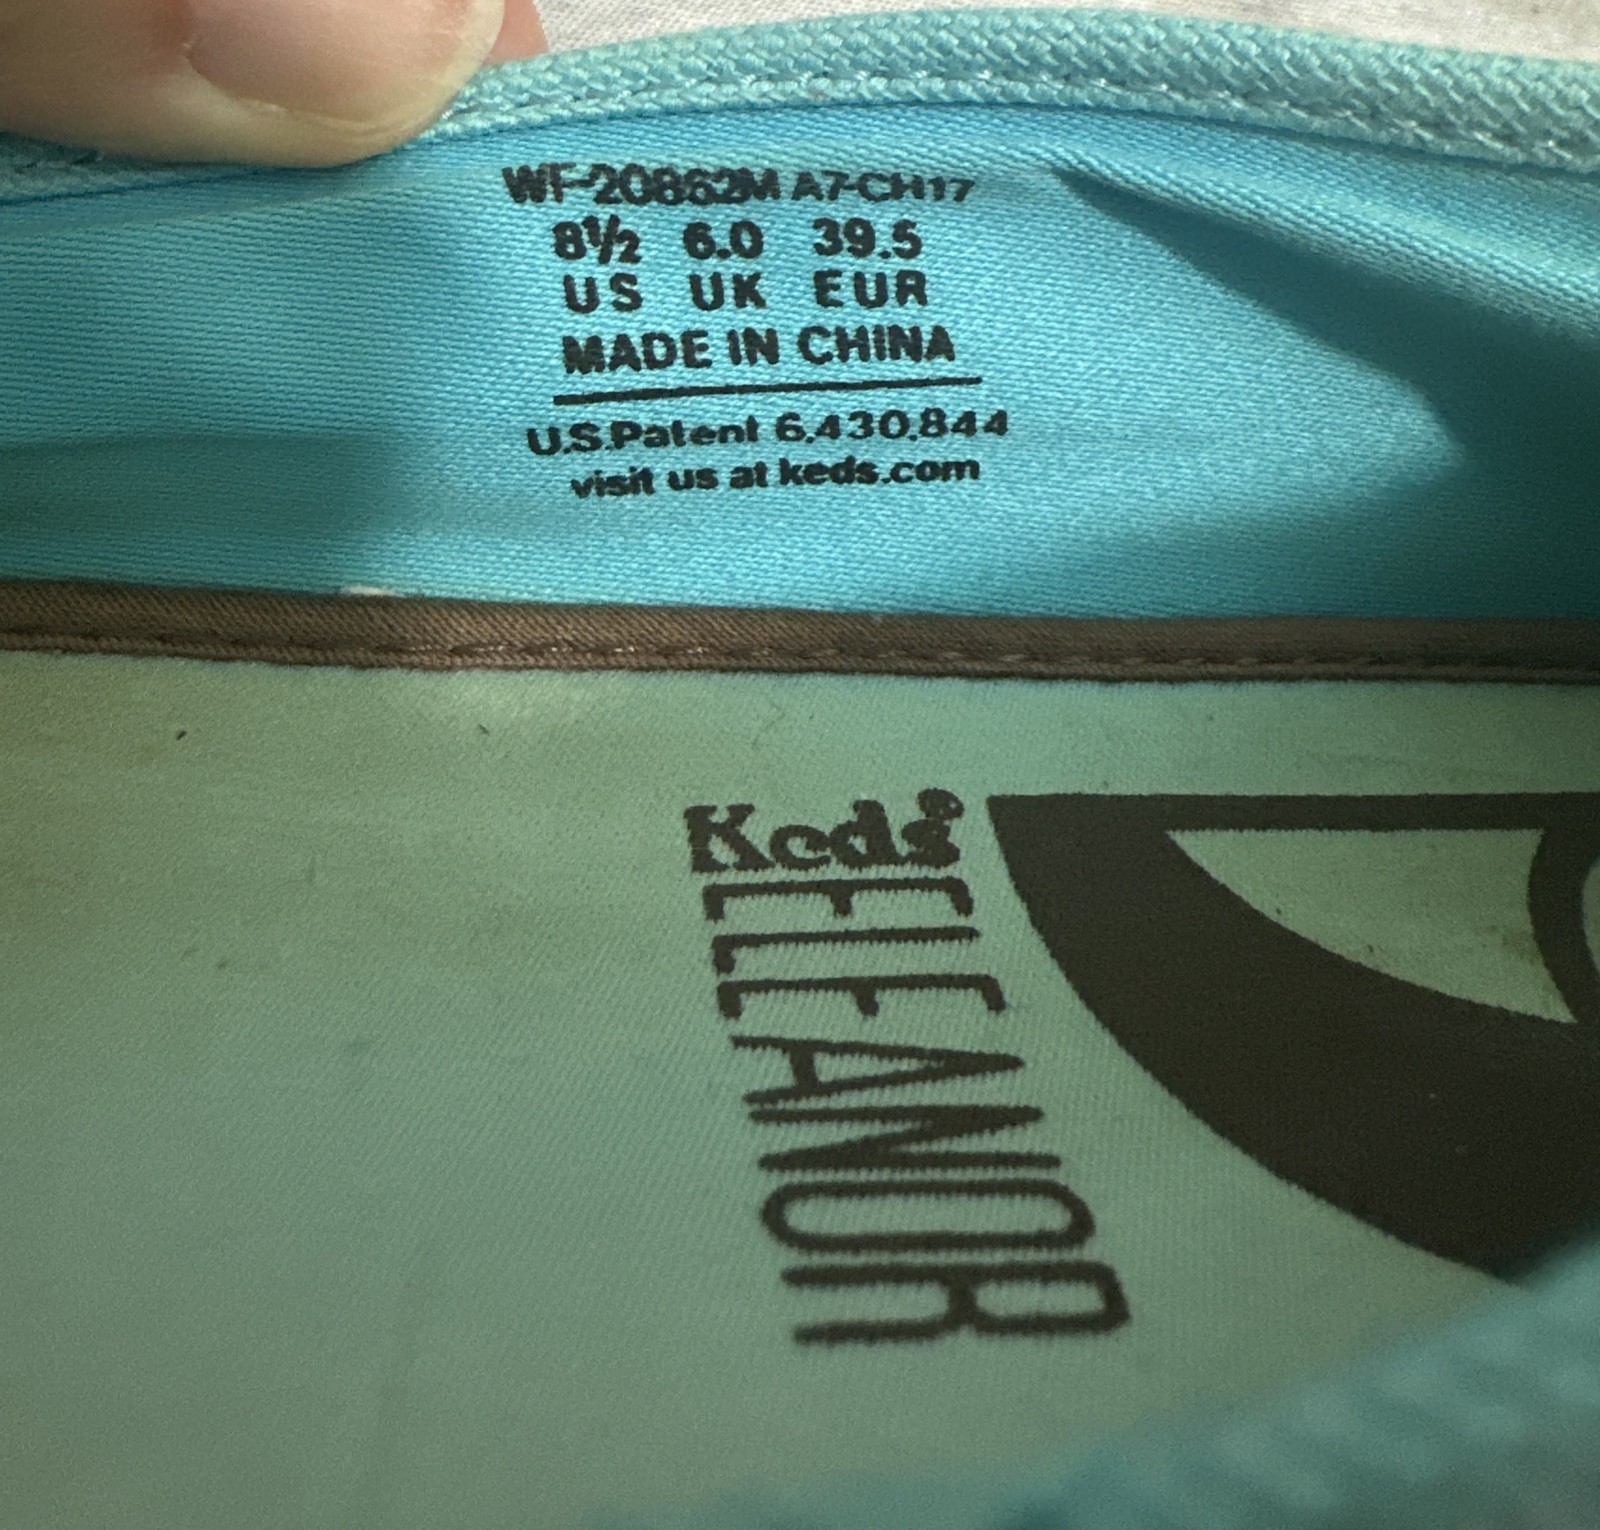 WF-20862M A7-CH17
8½ 6.0 39.5
US UK EUR
MADE IN CHINA
U.S.Patent 6,430,844
visit us at keds.com
Keds®
ELEANOR